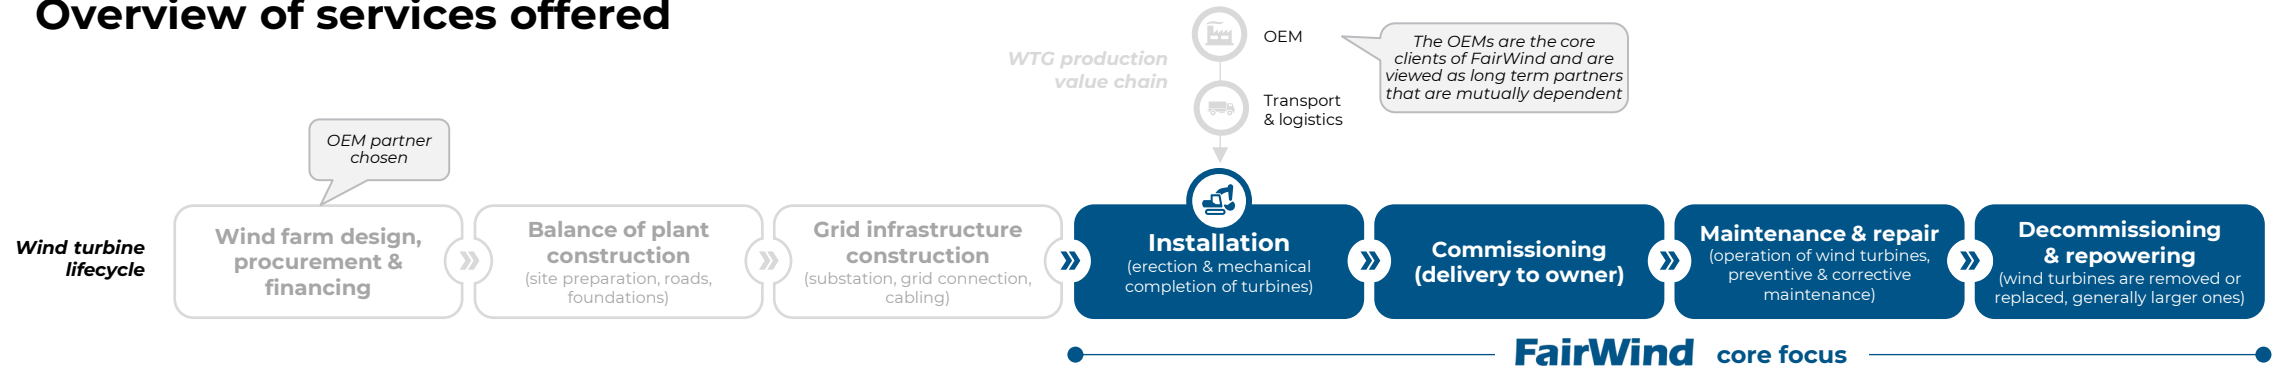 Overview of services offered
WTG production
value chain
OEM
The OEMs are the core
clients of FairWind and are
viewed as long term partners
that are mutually dependent
Transport
& logistics
OEM partner
chosen
Wind turbine
lifecycle
Wind farm design,
procurement &
financing
Balance of plant
construction
(site preparation, roads,
foundations)
Grid infrastructure
construction
(substation, grid connection,
cabling)
Installation
(erection & mechanical
completion of turbines)
Commissioning
(delivery to owner)
Maintenance & repair
(operation of wind turbines,
preventive & corrective
maintenance)
Decommissioning
& repowering
(wind turbines are removed or
replaced, generally larger ones)
FairWind core focus